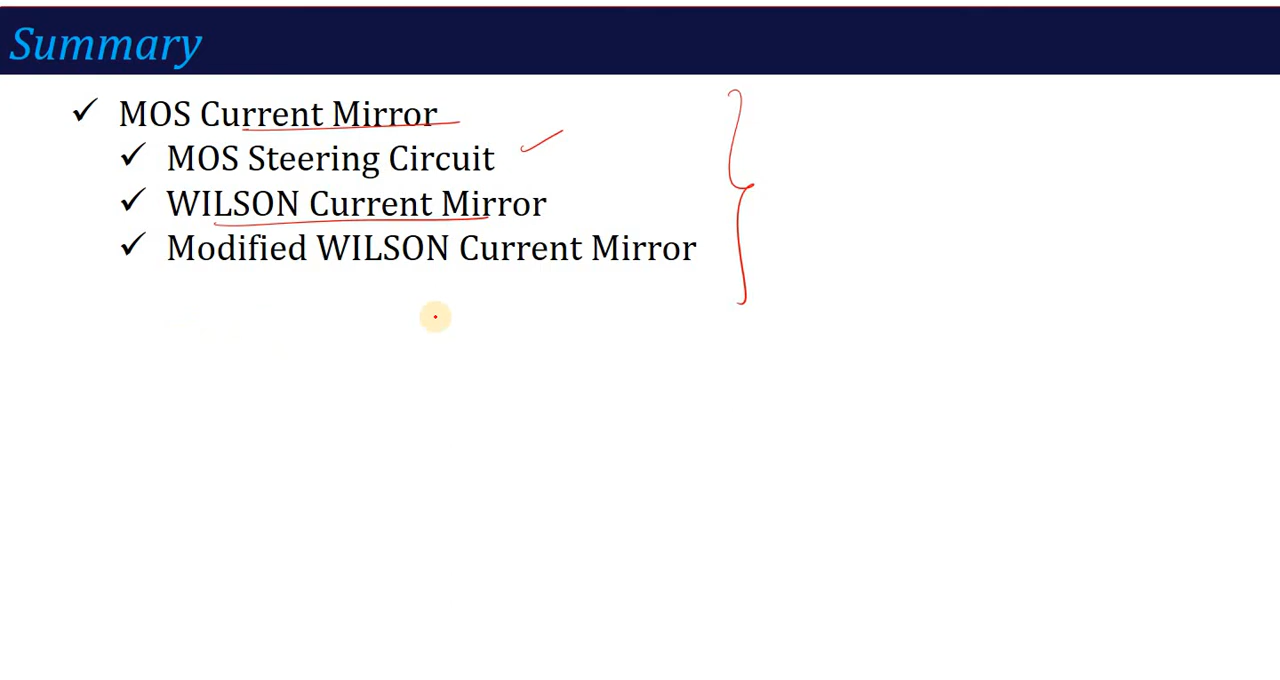 Summary
✓ MOS Current Mirror
✓ MOS Steering Circuit
✓ WILSON Current Mirror
✓ Modified WILSON Current Mirror